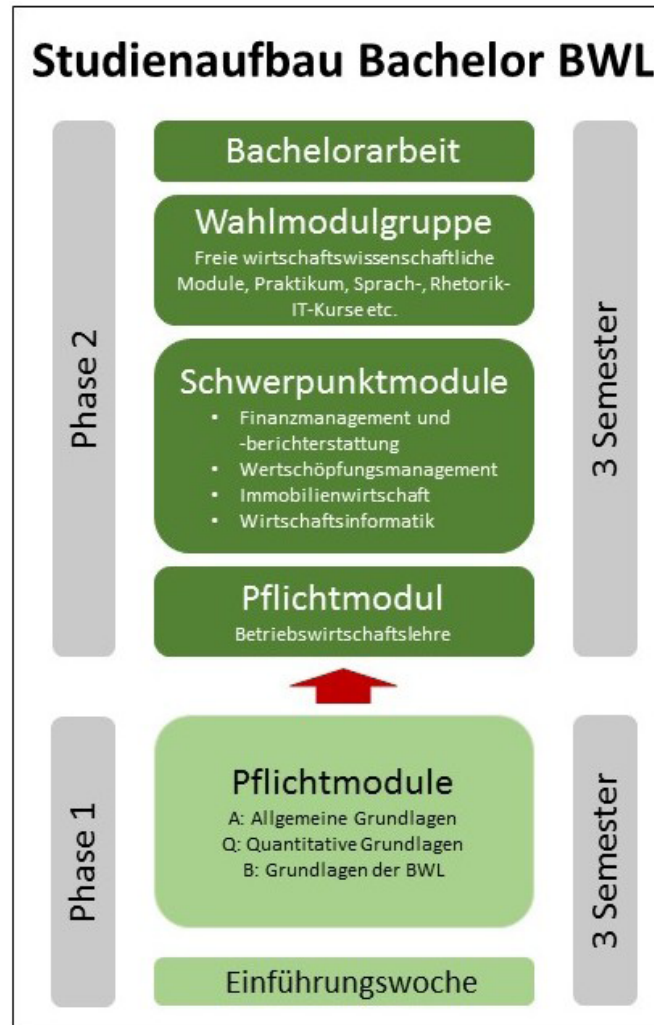 Studienaufbau Bachelor BWL
Phase 2
Bachelorarbeit
Wahlmodulgruppe
Freie wirtschaftswissenschaftliche
Module, Praktikum, Sprach-, Rhetorik-
IT-Kurse etc.
Schwerpunktmodule
• Finanzmanagement und
-berichterstattung
• Wertschöpfungsmanagement
• Immobilienwirtschaft
• Wirtschaftsinformatik
Pflichtmodul
Betriebswirtschaftslehre
3 Semester
Phase 1
Pflichtmodule
A: Allgemeine Grundlagen
Q: Quantitative Grundlagen
B: Grundlagen der BWL
Einführungswoche
3 Semester